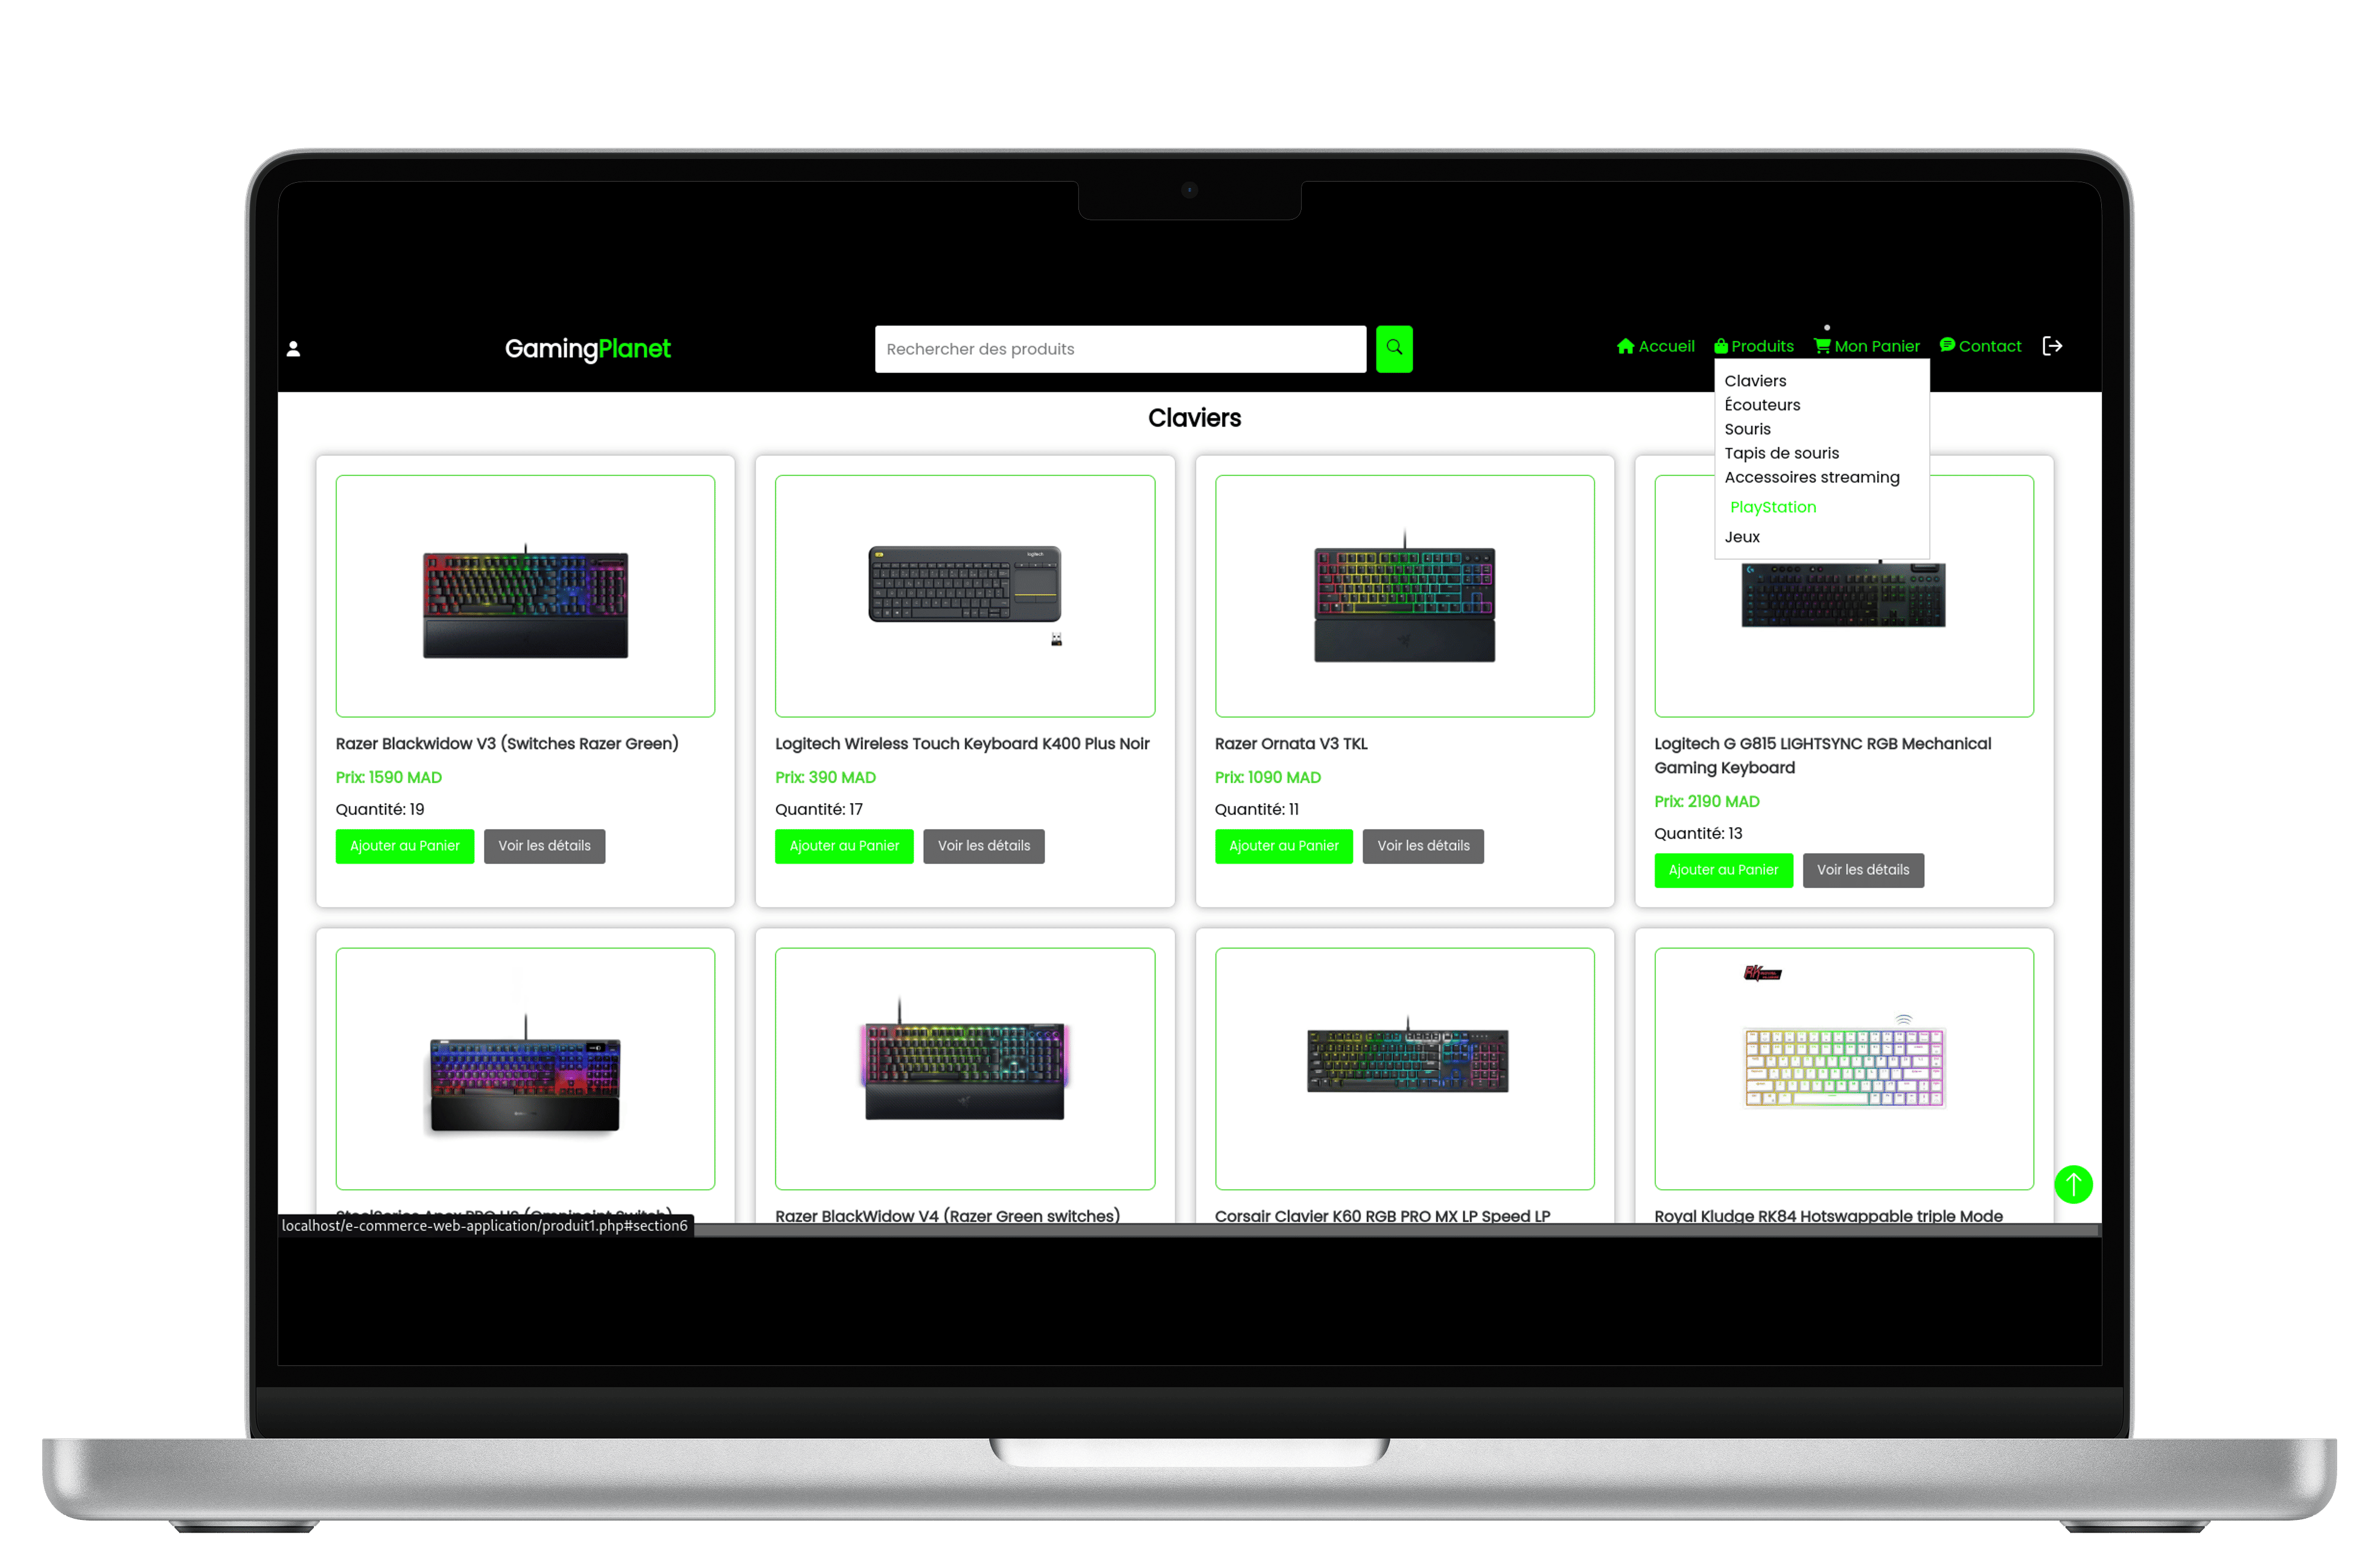 GamingPlanet
Rechercher des produits
Accueil
Produits
Mon Panier
Contact
Claviers
Écouteurs
Souris
Tapis de souris
Accessoires streaming
PlayStation
Jeux
Claviers
Razer Blackwidow V3 (Switches Razer Green)
Prix: 1590 MAD
Quantité: 19
Ajouter au Panier
Voir les détails
Logitech Wireless Touch Keyboard K400 Plus Noir
Prix: 390 MAD
Quantité: 17
Ajouter au Panier
Voir les détails
Razer Ornata V3 TKL
Prix: 1090 MAD
Quantité: 11
Ajouter au Panier
Voir les détails
Logitech G G815 LIGHTSYNC RGB Mechanical
Gaming Keyboard
Prix: 2190 MAD
Quantité: 13
Ajouter au Panier
Voir les détails
SteelSeries Apex PRO US (Omnipoint Switch)
Razer BlackWidow V4 (Razer Green switches)
Corsair Clavier K60 RGB PRO MX LP Speed LP
Royal Kludge RK84 Hotswappable triple Mode
localhost/e-commerce-web-application/produit1.php#section6